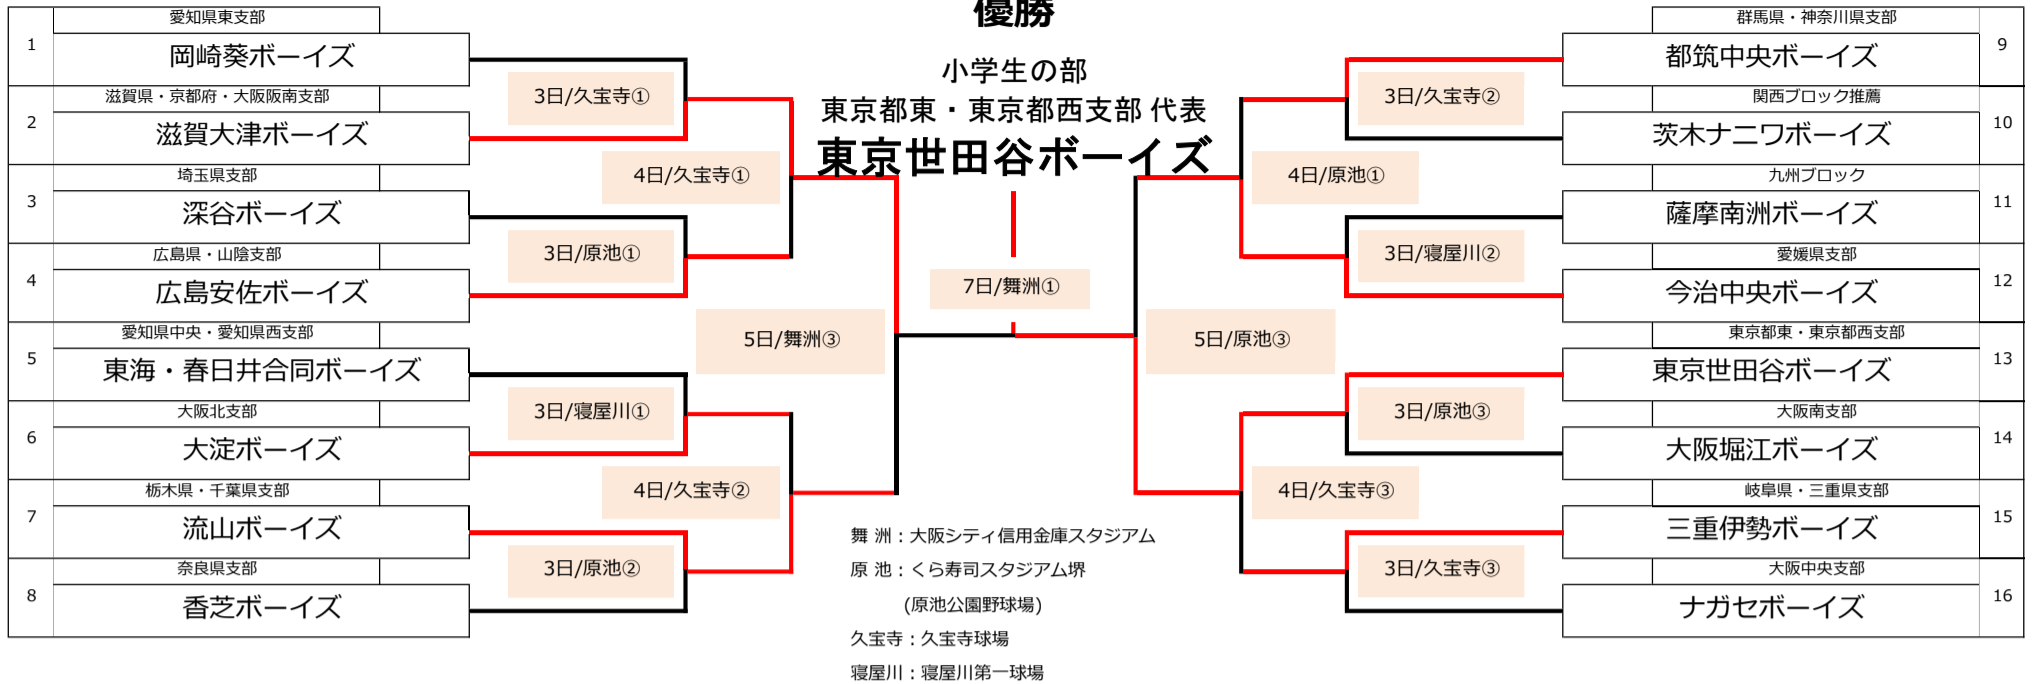 優勝
小学生の部
東京都東・東京都西支部 代表
東京世田谷ボーイズ
1
愛知県東支部
岡崎葵ボーイズ
2
滋賀県・京都府・大阪阪南支部
滋賀大津ボーイズ
3
埼玉県支部
深谷ボーイズ
4
広島県・山陰支部
広島安佐ボーイズ
5
愛知県中央・愛知県西支部
東海・春日井合同ボーイズ
6
大阪北支部
大淀ボーイズ
7
栃木県・千葉県支部
流山ボーイズ
8
奈良県支部
香芝ボーイズ
3日/久宝寺①
3日/原池①
3日/寝屋川①
3日/原池②
4日/久宝寺①
4日/久宝寺②
5日/舞洲③
7日/舞洲①
5日/原池③
4日/原池①
4日/久宝寺③
3日/久宝寺②
3日/寝屋川②
3日/原池③
3日/久宝寺③
群馬県・神奈川県支部
都筑中央ボーイズ
9
関西ブロック推薦
茨木ナニワボーイズ
10
九州ブロック
薩摩南洲ボーイズ
11
愛媛県支部
今治中央ボーイズ
12
東京都東・東京都西支部
東京世田谷ボーイズ
13
大阪南支部
大阪堀江ボーイズ
14
岐阜県・三重県支部
三重伊勢ボーイズ
15
大阪中央支部
ナガセボーイズ
16
舞 洲：大阪シティ信用金庫スタジアム
原 池：くら寿司スタジアム堺
(原池公園野球場)
久宝寺：久宝寺球場
寝屋川：寝屋川第一球場